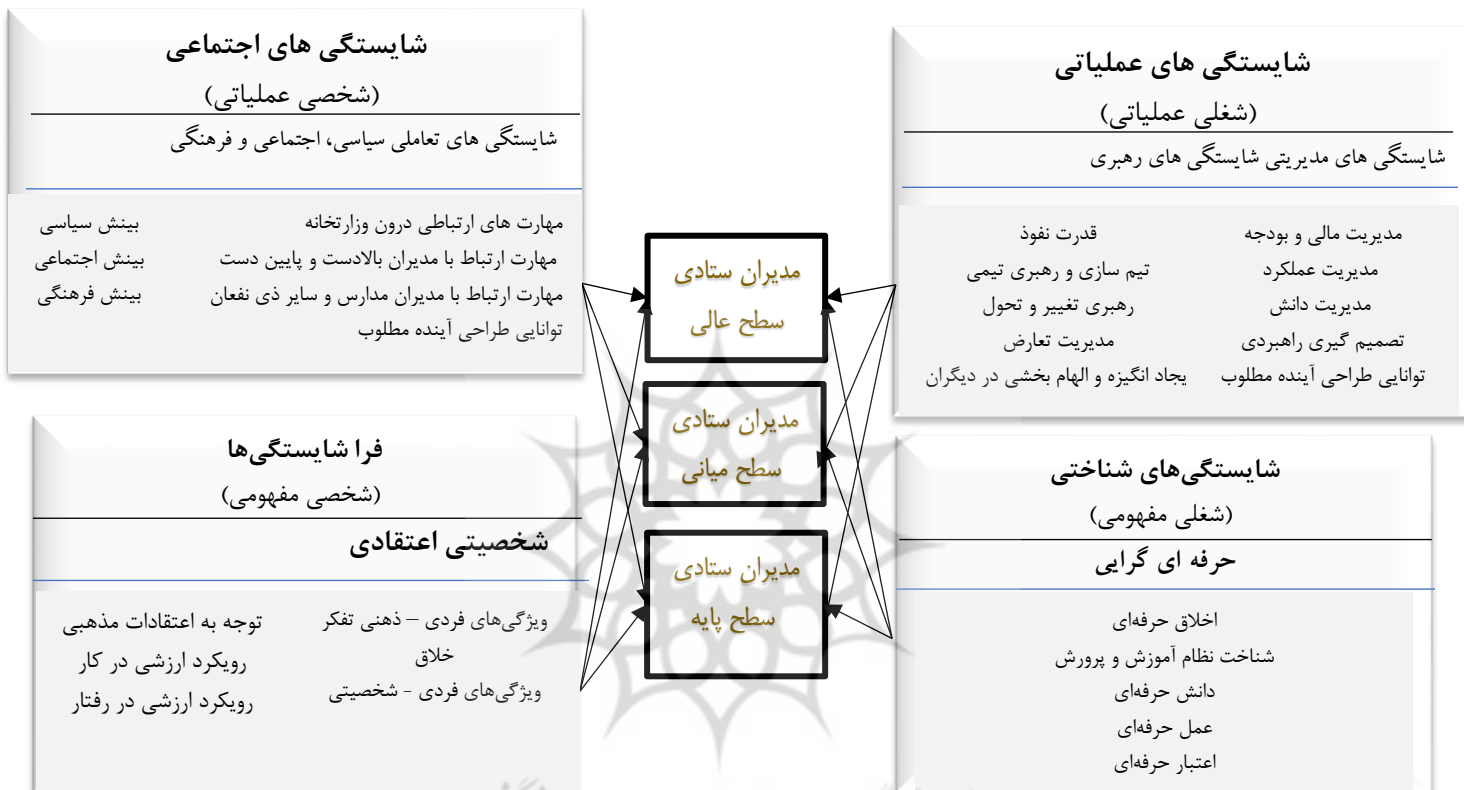 شایستگی های عملیاتی
(شغلی عملیاتی)
شایستگی های مدیریتی شایستگی های رهبری
مدیریت مالی و بودجه قدرت نفوذ
مدیریت عملکرد تیم سازی و رهبری تیمی
مدیریت دانش رهبری تغییر و تحول
تصمیم گیری راهبردی مدیریت تعارض
توانایی طراحی آینده مطلوب یجاد انگیزه و الهام بخشی در دیگران
شایستگی های اجتماعی
(شخصی عملیاتی)
شایستگی های تعاملی سیاسی، اجتماعی و فرهنگی
مهارت های ارتباطی درون وزارتخانه بینش سیاسی
مهارت ارتباط با مدیران بالادست و پایین دست بینش اجتماعی
مهارت ارتباط با مدیران مدارس و سایر ذی نفعان بینش فرهنگی
توانایی طراحی آینده مطلوب
مدیران ستادی
سطح عالی
مدیران ستادی
سطح میانی
مدیران ستادی
سطح پایه
شایستگی‌های شناختی
(شغلی مفهومی)
حرفه ای گرایی
اخلاق حرفه‌ای
شناخت نظام آموزش و پرورش
دانش حرفه‌ای
عمل حرفه‌ای
اعتبار حرفه‌ای
فرا شایستگی‌ها
(شخصی مفهومی)
شخصیتی اعتقادی
ویژگی‌های فردی – ذهنی تفکر توجه به اعتقادات مذهبی
خلاق رویکرد ارزشی در کار
ویژگی‌های فردی - شخصیتی رویکرد ارزشی در رفتار